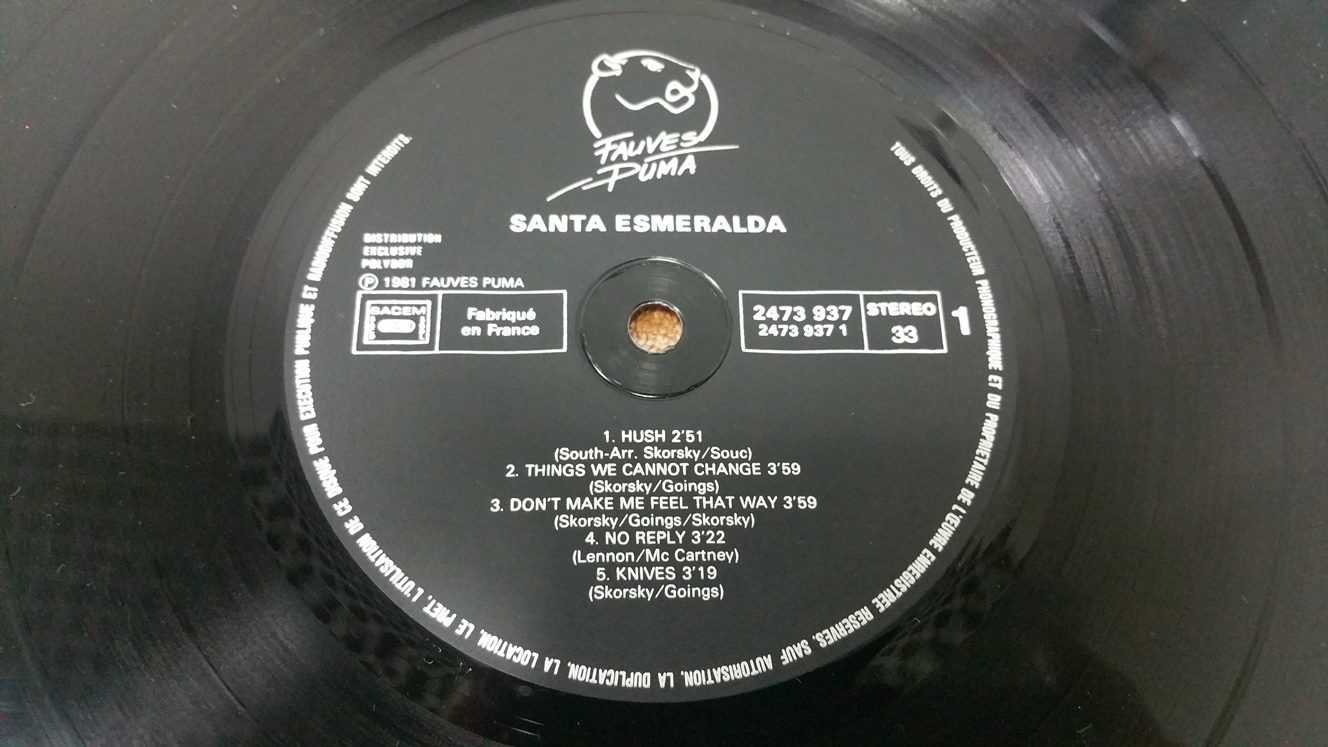 FAUVES
PUMA
SANTA ESMERALDA
DISTRIBUTION
EXCLUSIVE
POLYDOR
Ⓟ 1981 FAUVES PUMA
SACEM
Fabriqué
en France
2473 937
2473 937 1
STEREO
33
1
1. HUSH 2'51
(South-Arr. Skorsky/Souc)
2. THINGS WE CANNOT CHANGE 3'59
(Skorsky/Goings)
3. DON'T MAKE ME FEEL THAT WAY 3'59
(Skorsky/Goings/Skorsky)
4. NO REPLY 3'22
(Lennon/Mc Cartney)
5. KNIVES 3'19
(Skorsky/Goings)
TOUS DROITS DU PRODUCTEUR PHONOGRAPHIQUE ET DU PROPRIETAIRE DE L'ŒUVRE ENREGISTREE RESERVES. SAUF AUTORISATION, LA DUPLICATION, LA LOCATION, LE PRET, L'UTILISATION DE CE DISQUE POUR EXECUTION PUBLIQUE ET RADIODIFFUSION SONT INTERDITS.